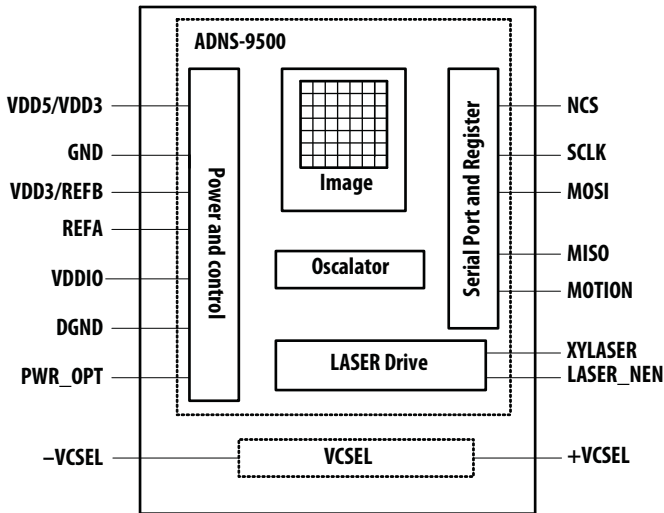 ADNS-9500
VDD5/VDD3
GND
VDD3/REFB
REFA
VDDIO
DGND
PWR_OPT
–VCSEL
Power and control
Image
Oscalator
LASER Drive
VCSEL
Serial Port and Register
NCS
SCLK
MOSI
MISO
MOTION
XYLASER
LASER_NEN
+VCSEL